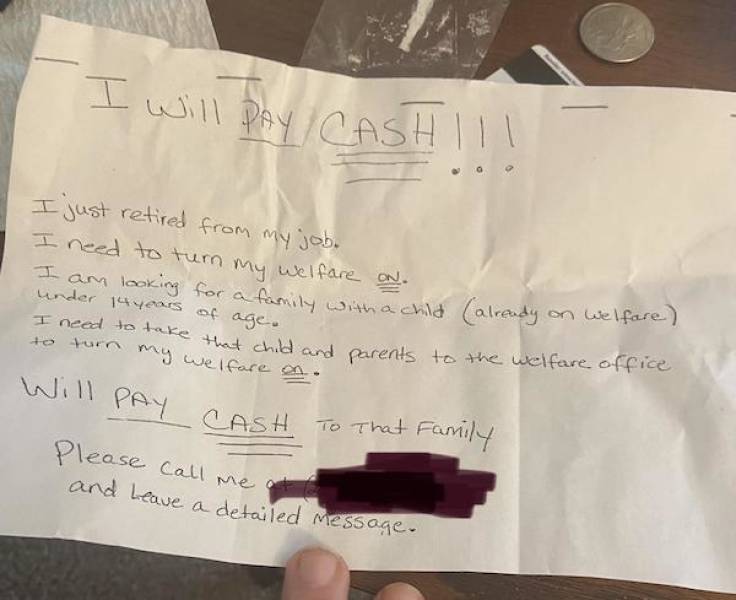 I Will PAY CASH!!!
I just retired from my job.
I need to turn my welfare on.
I am looking for a family with a child (already on welfare)
under 14 years of age.
I need to take that child and parents to the welfare office
to turn my welfare on.
Will PAY CASH To That Family
Please call me at (
and leave a detailed message.